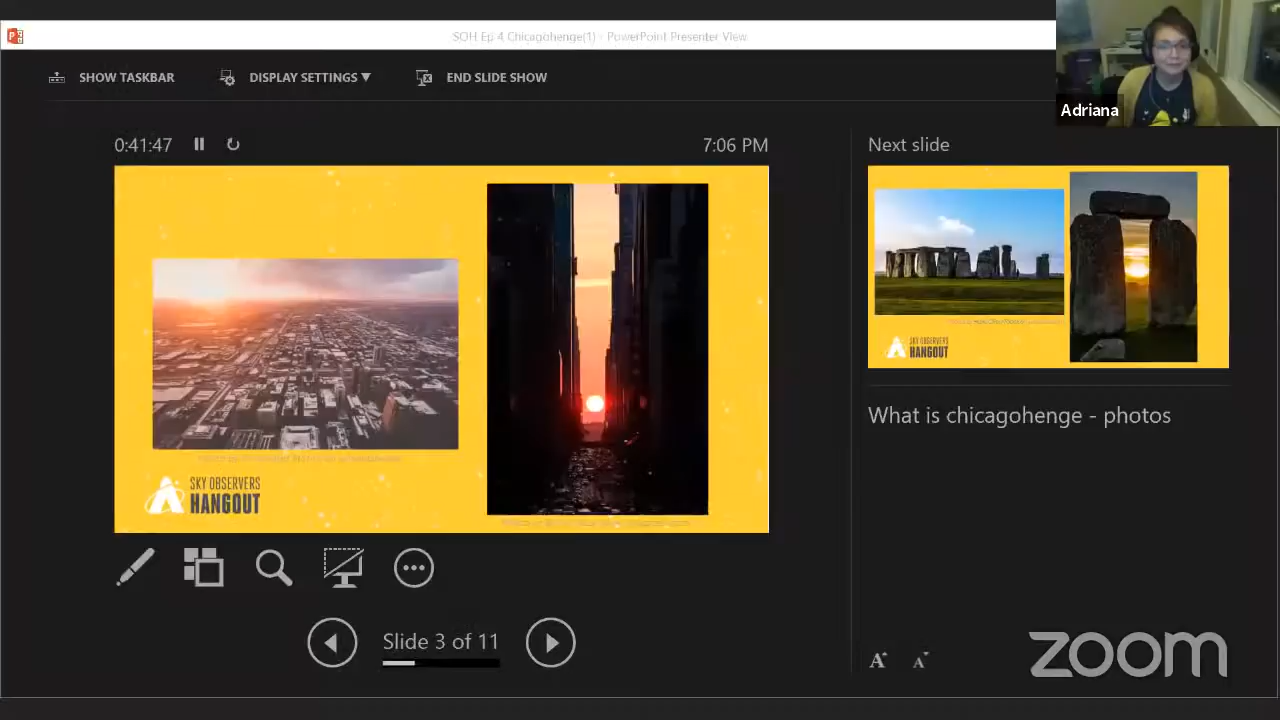 SOH Ep 4 Chicagohenge(1) - PowerPoint Presenter View
Adriana
SHOW TASKBAR
DISPLAY SETTINGS ▼
END SLIDE SHOW
0:41:47
7:06 PM
SKY OBSERVERS
HANGOUT
Slide 3 of 11
Next slide
SKY OBSERVERS
HANGOUT
What is chicagohenge - photos
A
A
zoom